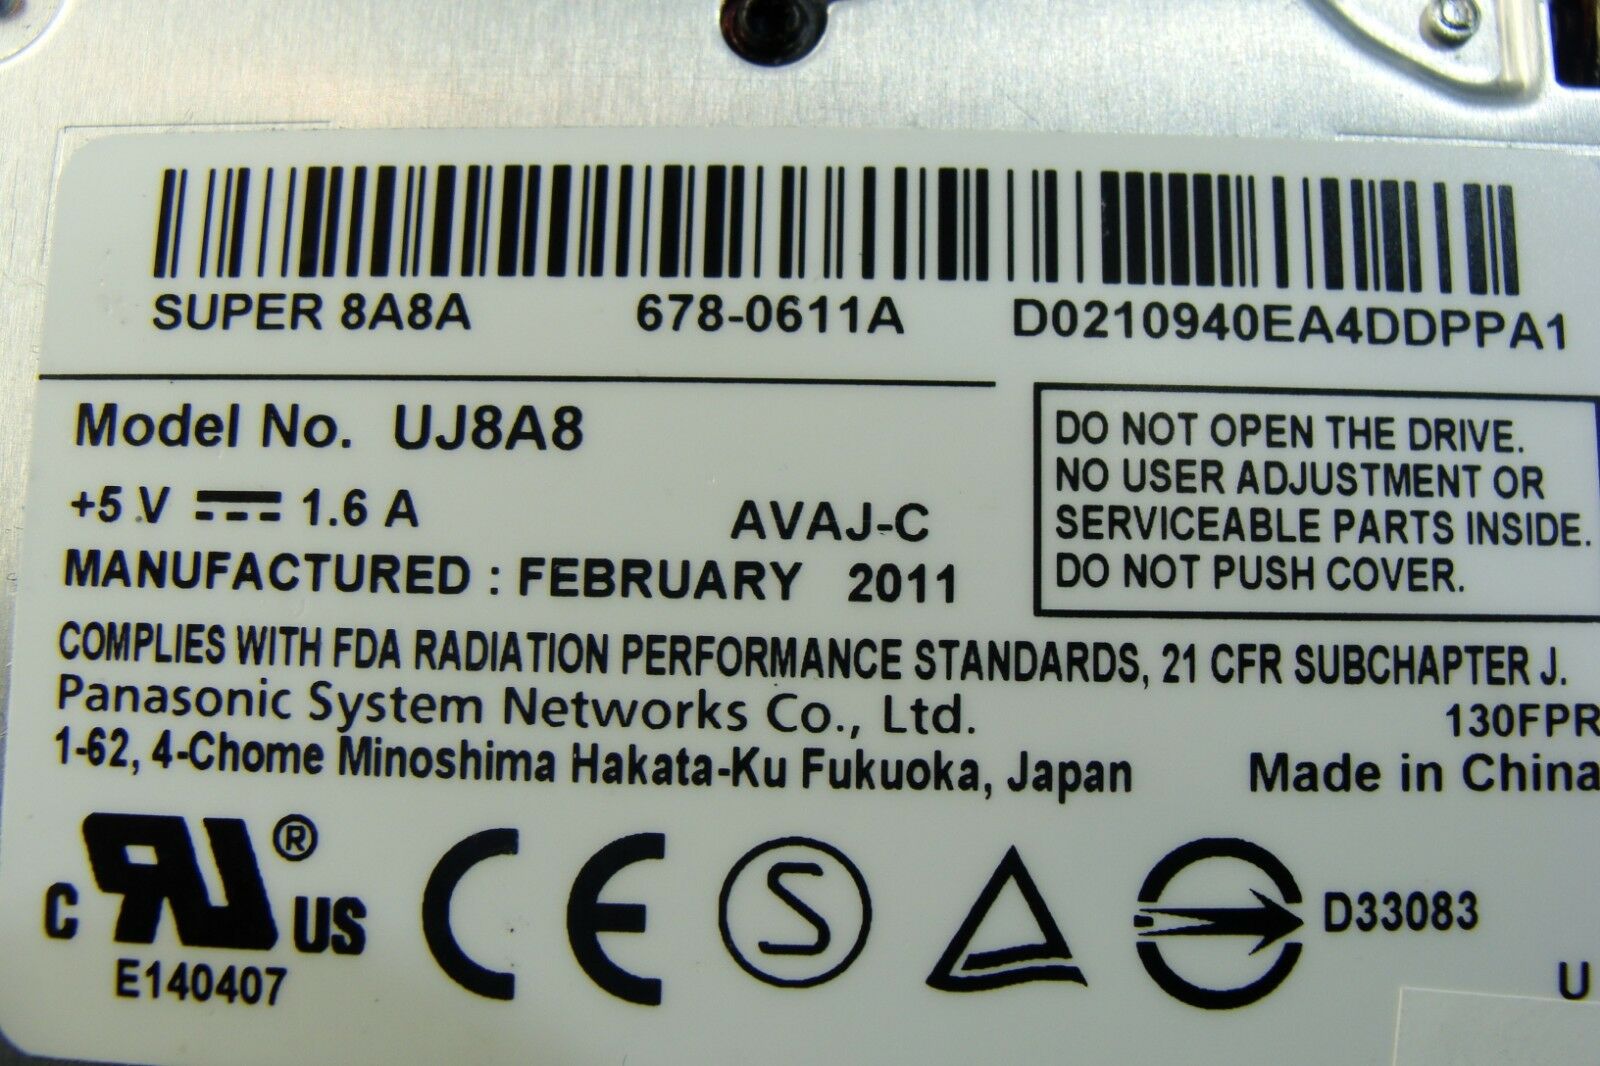 SUPER 8A8A 678-0611A D0210940EA4DDPPA1
Model No. UJ8A8
+5 V ⎓ 1.6 A AVAJ-C
MANUFACTURED : FEBRUARY 2011
DO NOT OPEN THE DRIVE.
NO USER ADJUSTMENT OR
SERVICEABLE PARTS INSIDE.
DO NOT PUSH COVER.
COMPLIES WITH FDA RADIATION PERFORMANCE STANDARDS, 21 CFR SUBCHAPTER J.
Panasonic System Networks Co., Ltd. 130FPR
1-62, 4-Chome Minoshima Hakata-Ku Fukuoka, Japan Made in China
C RU ® US CE S D33083
E140407 U